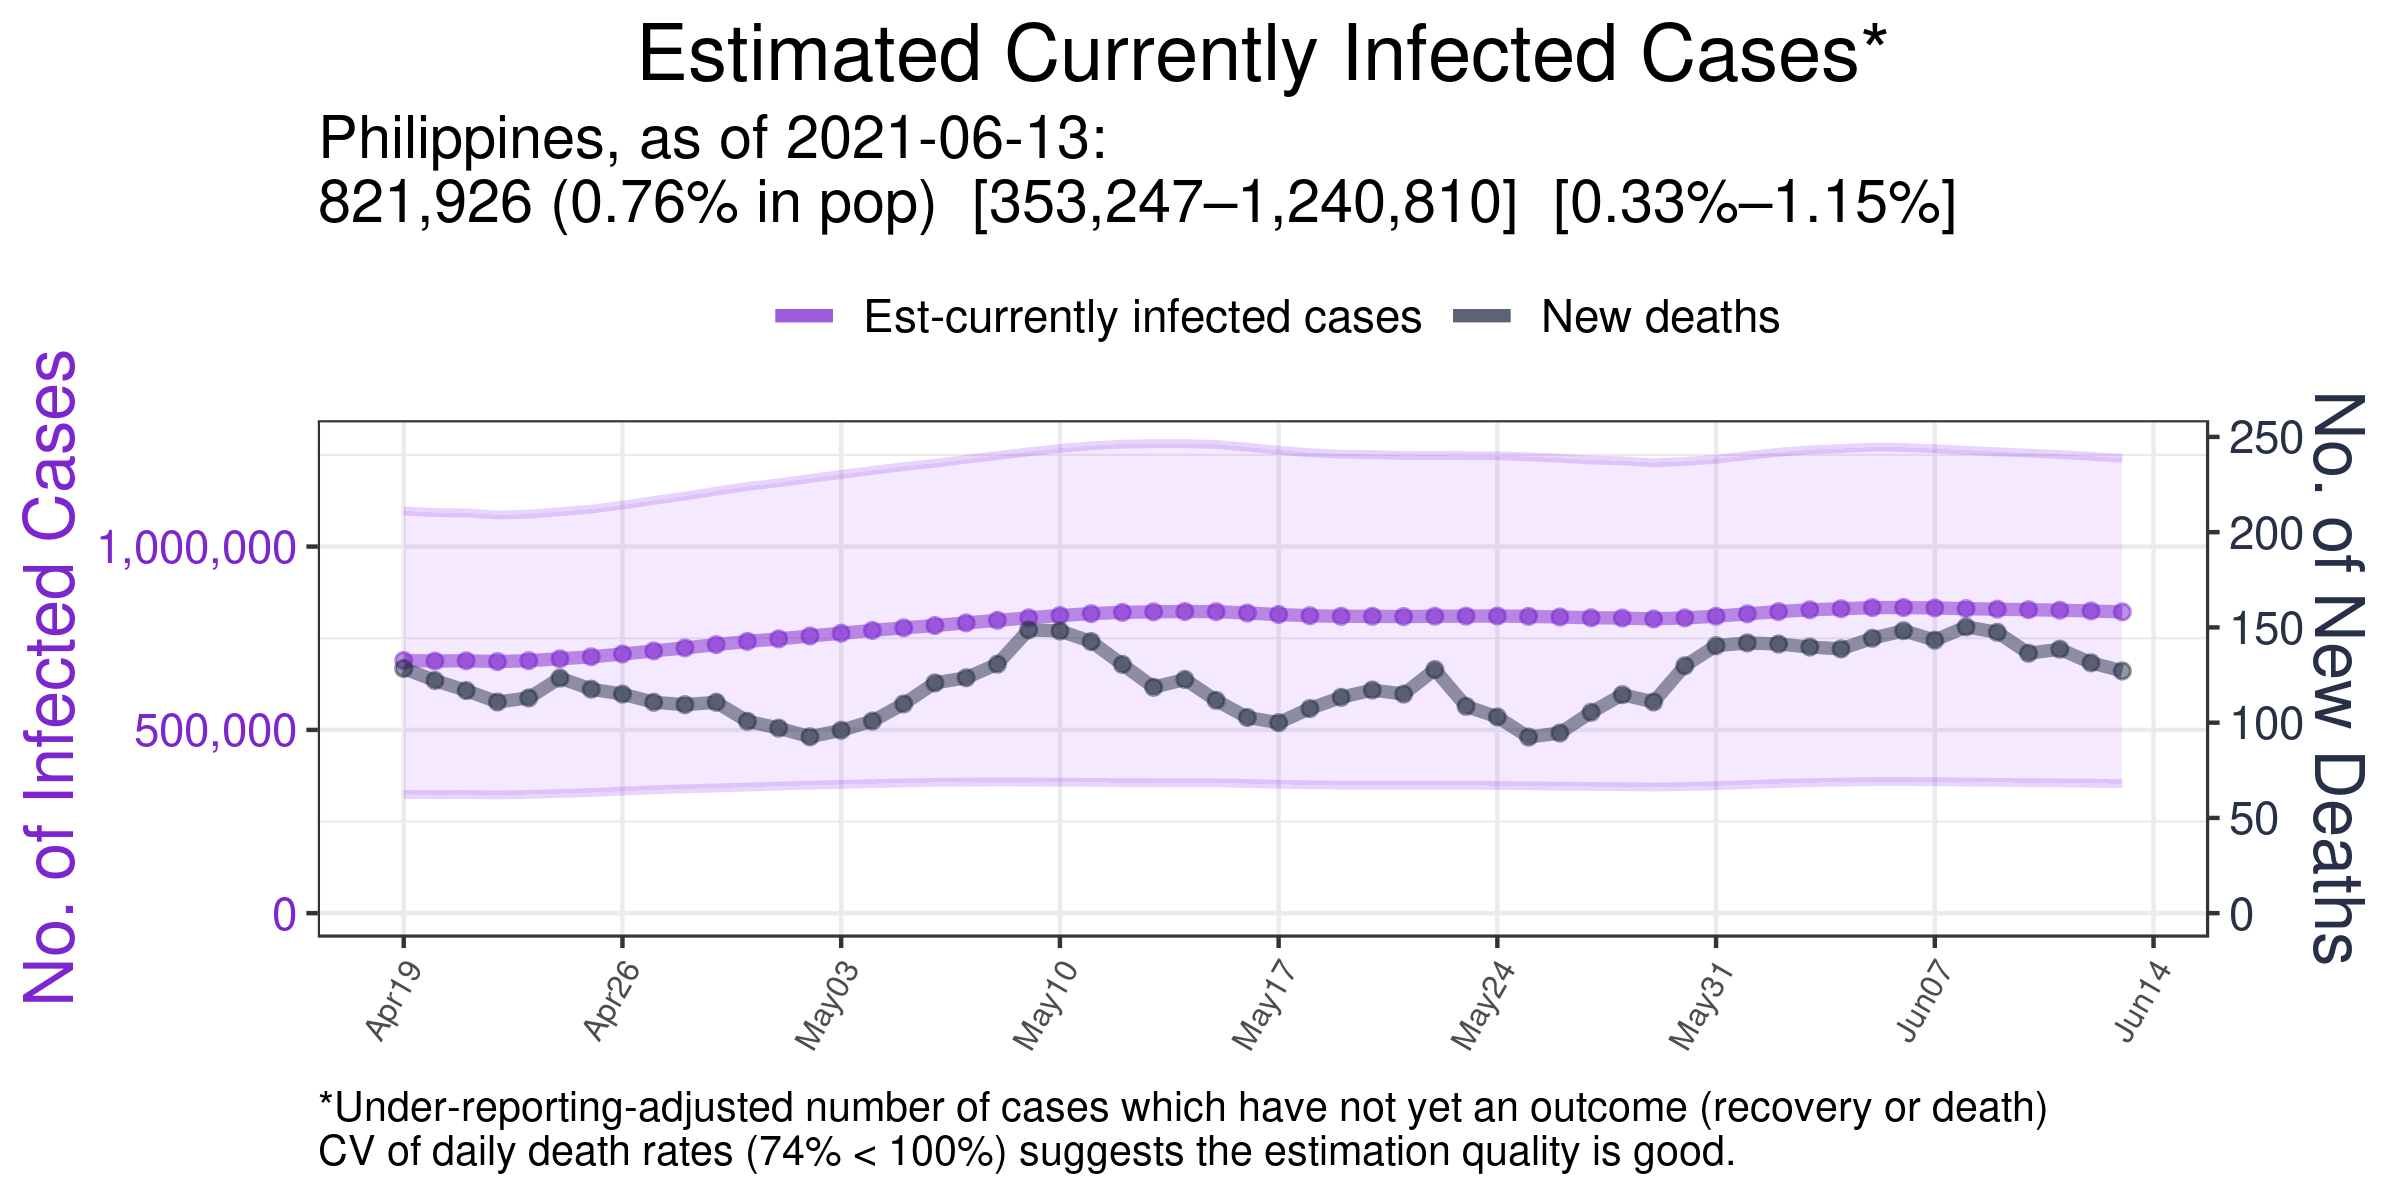 Estimated Currently Infected Cases*
Philippines, as of 2021-06-13:
821,926 (0.76% in pop)  [353,247–1,240,810]  [0.33%–1.15%]
Est-currently infected cases
New deaths
No. of Infected Cases
1,000,000
500,000
0
250
200
150
100
50
0
No. of New Deaths
Apr19
Apr26
May03
May10
May17
May24
May31
Jun07
Jun14
*Under-reporting-adjusted number of cases which have not yet an outcome (recovery or death)
CV of daily death rates (74% < 100%) suggests the estimation quality is good.